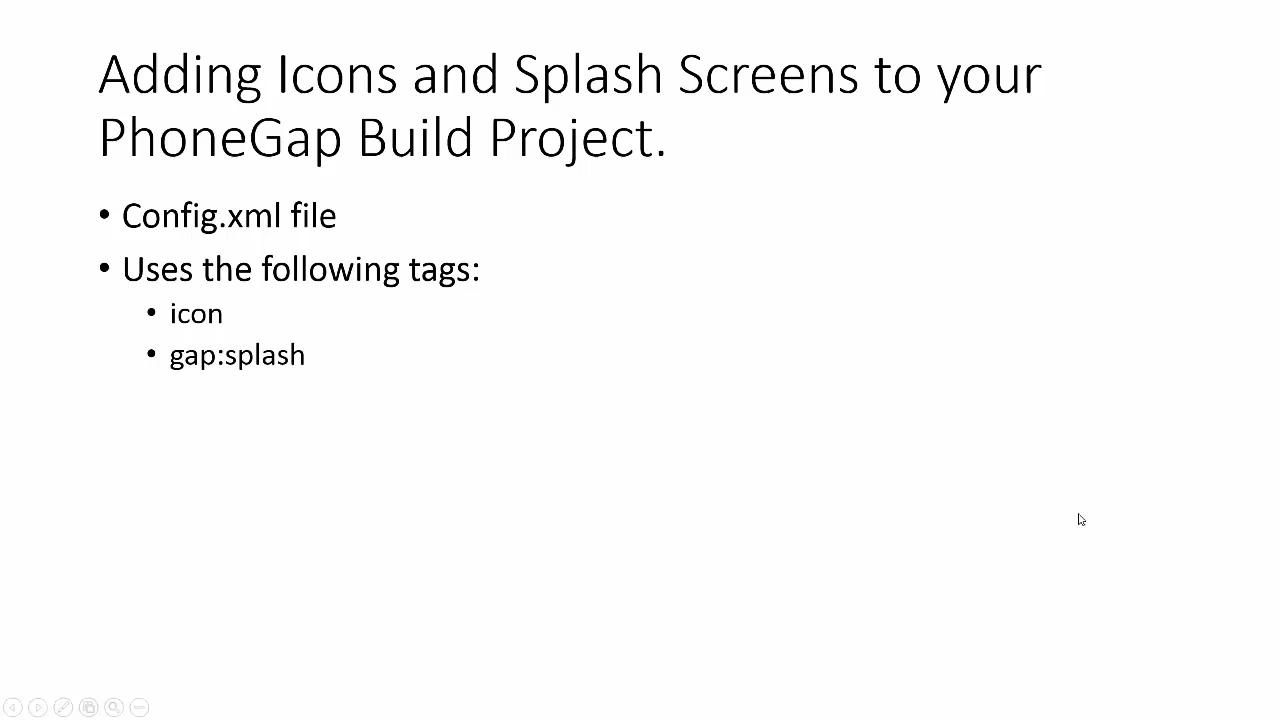 Adding Icons and Splash Screens to your
PhoneGap Build Project.
• Config.xml file
• Uses the following tags:
• icon
• gap:splash